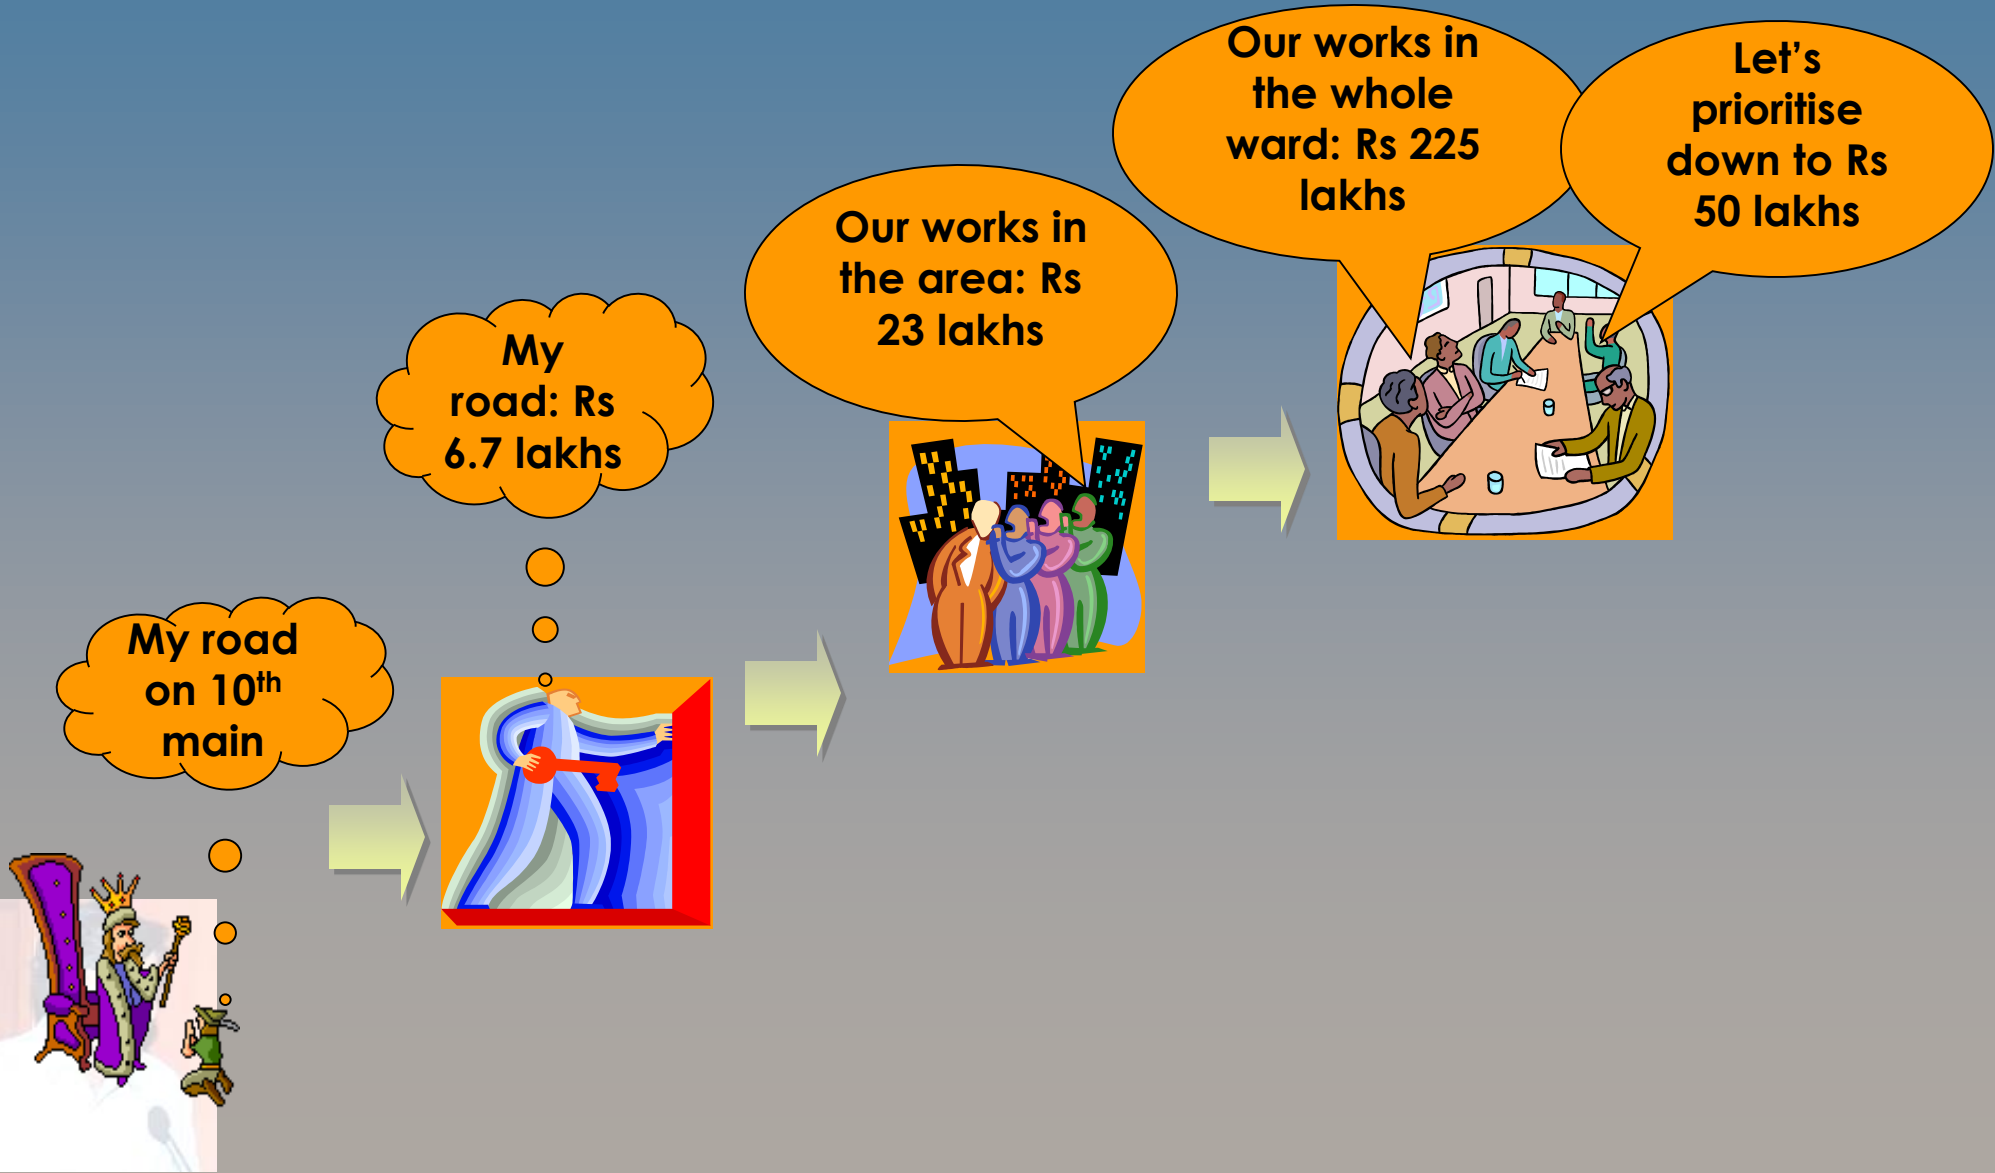 My road
on 10th
main
My
road: Rs
6.7 lakhs
Our works in
the area: Rs
23 lakhs
Our works in
the whole
ward: Rs 225
lakhs
Let’s
prioritise
down to Rs
50 lakhs